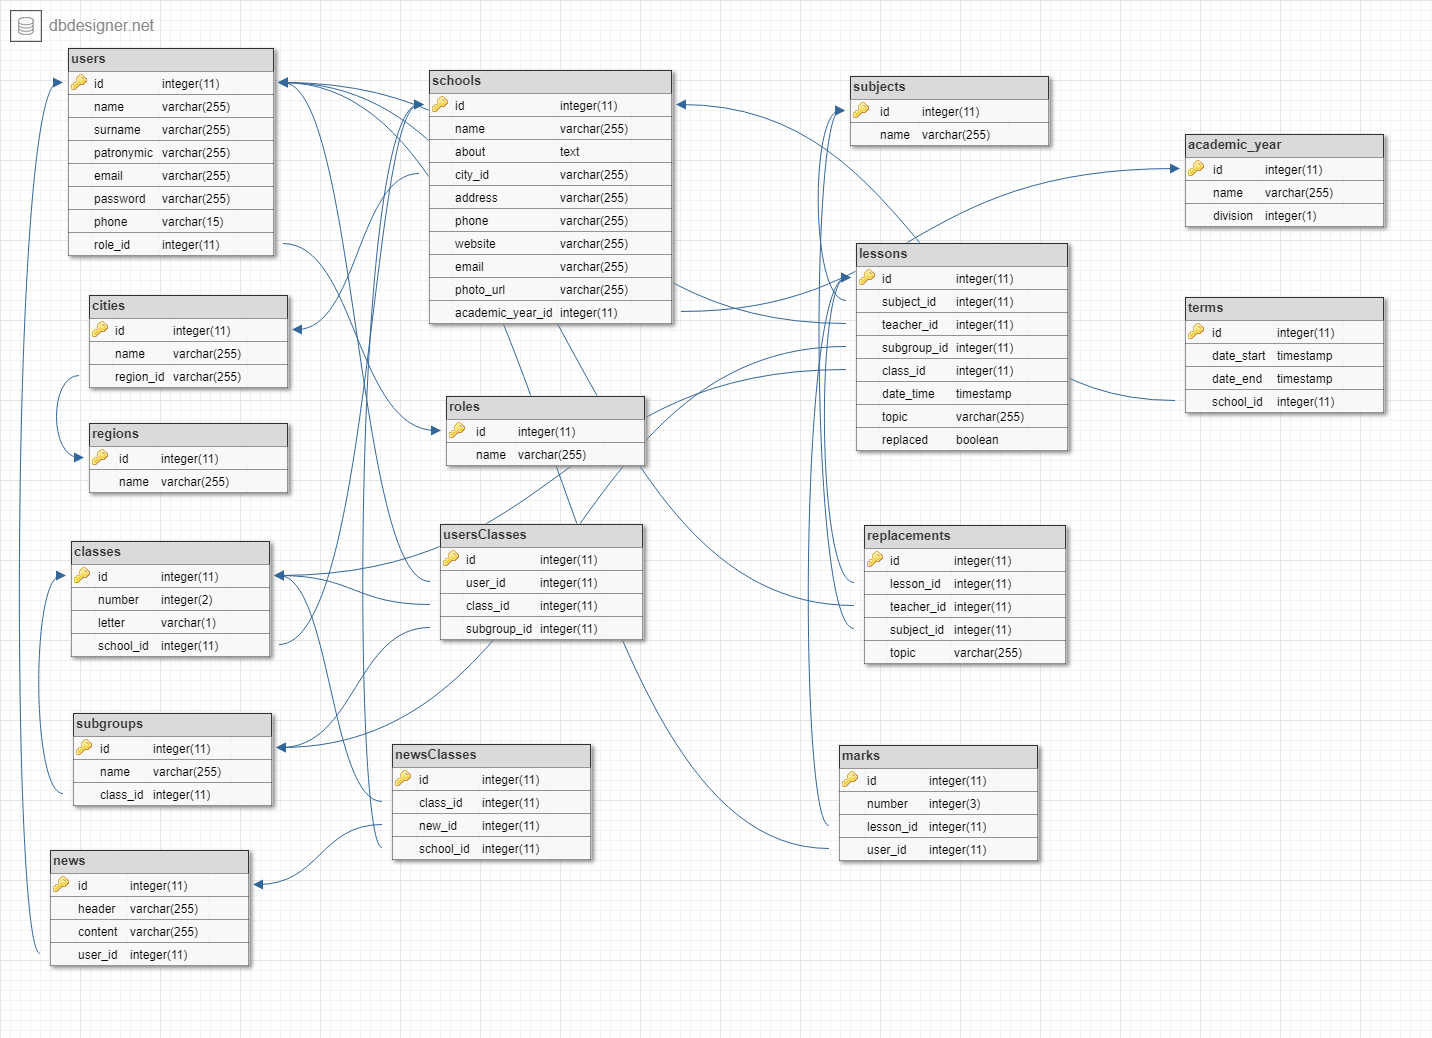 dbdesigner.net
users
id integer(11)
name varchar(255)
surname varchar(255)
patronymic varchar(255)
email varchar(255)
password varchar(255)
phone varchar(15)
role_id integer(11)
schools
id integer(11)
name varchar(255)
about text
city_id varchar(255)
address varchar(255)
phone varchar(255)
website varchar(255)
email varchar(255)
photo_url varchar(255)
academic_year_id integer(11)
subjects
id integer(11)
name varchar(255)
academic_year
id integer(11)
name varchar(255)
division integer(1)
lessons
id integer(11)
subject_id integer(11)
teacher_id integer(11)
subgroup_id integer(11)
class_id integer(11)
date_time timestamp
topic varchar(255)
replaced boolean
cities
id integer(11)
name varchar(255)
region_id varchar(255)
terms
id integer(11)
date_start timestamp
date_end timestamp
school_id integer(11)
regions
id integer(11)
name varchar(255)
roles
id integer(11)
name varchar(255)
classes
id integer(11)
number integer(2)
letter varchar(1)
school_id integer(11)
usersClasses
id integer(11)
user_id integer(11)
class_id integer(11)
subgroup_id integer(11)
replacements
id integer(11)
lesson_id integer(11)
teacher_id integer(11)
subject_id integer(11)
topic varchar(255)
subgroups
id integer(11)
name varchar(255)
class_id integer(11)
newsClasses
id integer(11)
class_id integer(11)
new_id integer(11)
school_id integer(11)
marks
id integer(11)
number integer(3)
lesson_id integer(11)
user_id integer(11)
news
id integer(11)
header varchar(255)
content varchar(255)
user_id integer(11)